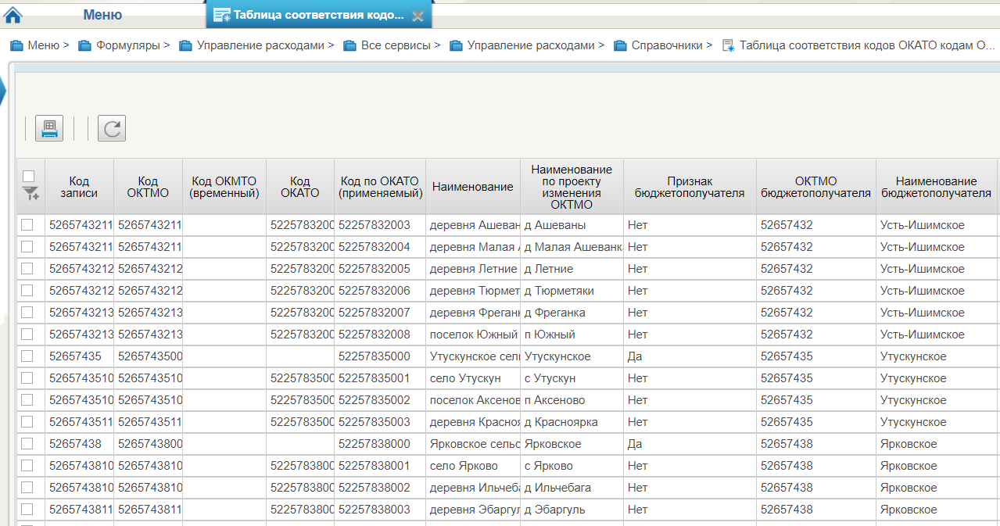 Меню
Таблица соответствия кодо...
Меню > Формуляры > Управление расходами > Все сервисы > Управление расходами > Справочники > Таблица соответствия кодов ОКАТО кодам О...
Код записи Код ОКТМО Код ОКМТО (временный) Код ОКАТО Код по ОКАТО (применяемый) Наименование Наименование по проекту изменения ОКТМО Признак бюджетополучателя ОКТМО бюджетополучателя Наименование бюджетополучателя
5265743211 5265743211 5225783200 52257832003 деревня Ашеван д Ашеваны Нет 52657432 Усть-Ишимское
5265743211 5265743211 5225783200 52257832004 деревня Малая д Малая Ашеванк Нет 52657432 Усть-Ишимское
5265743212 5265743212 5225783200 52257832005 деревня Летние д Летние Нет 52657432 Усть-Ишимское
5265743212 5265743212 5225783200 52257832006 деревня Тюрмет д Тюрметяки Нет 52657432 Усть-Ишимское
5265743213 5265743213 5225783200 52257832007 деревня Фреган д Фреганка Нет 52657432 Усть-Ишимское
5265743213 5265743213 5225783200 52257832008 поселок Южный п Южный Нет 52657432 Усть-Ишимское
52657435 5265743500 52257835000 Утускунское сел Утускунское Да 52657435 Утускунское
5265743510 5265743510 5225783500 52257835001 село Утускун с Утускун Нет 52657435 Утускунское
5265743510 5265743510 5225783500 52257835002 поселок Аксенов п Аксеново Нет 52657435 Утускунское
5265743511 5265743511 5225783500 52257835003 деревня Красноя д Красноярка Нет 52657435 Утускунское
52657438 5265743800 52257838000 Ярковское сельс Ярковское Да 52657438 Ярковское
5265743810 5265743810 5225783800 52257838001 село Ярково с Ярково Нет 52657438 Ярковское
5265743810 5265743810 5225783800 52257838002 деревня Ильчеба д Ильчебага Нет 52657438 Ярковское
5265743811 5265743811 5225783800 52257838003 деревня Эбаргул д Эбаргуль Нет 52657438 Ярковское